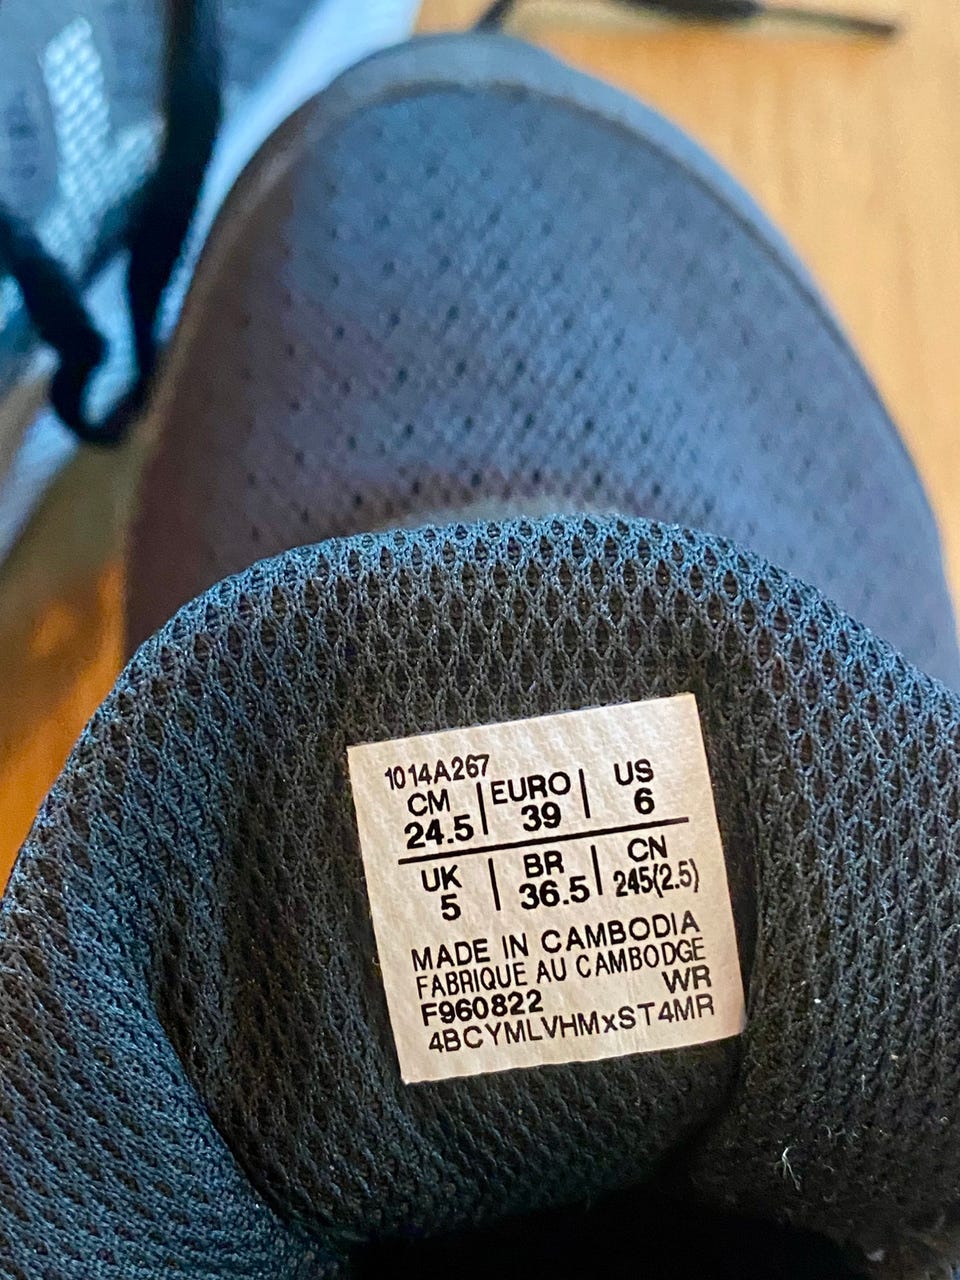 1014A267
CM | EURO | US
24.5 | 39 | 6
UK | BR | CN
5 | 36.5 | 245(2.5)
MADE IN CAMBODIA
FABRIQUE AU CAMBODGE
F960822 WR
4BCYMLVHMxST4MR